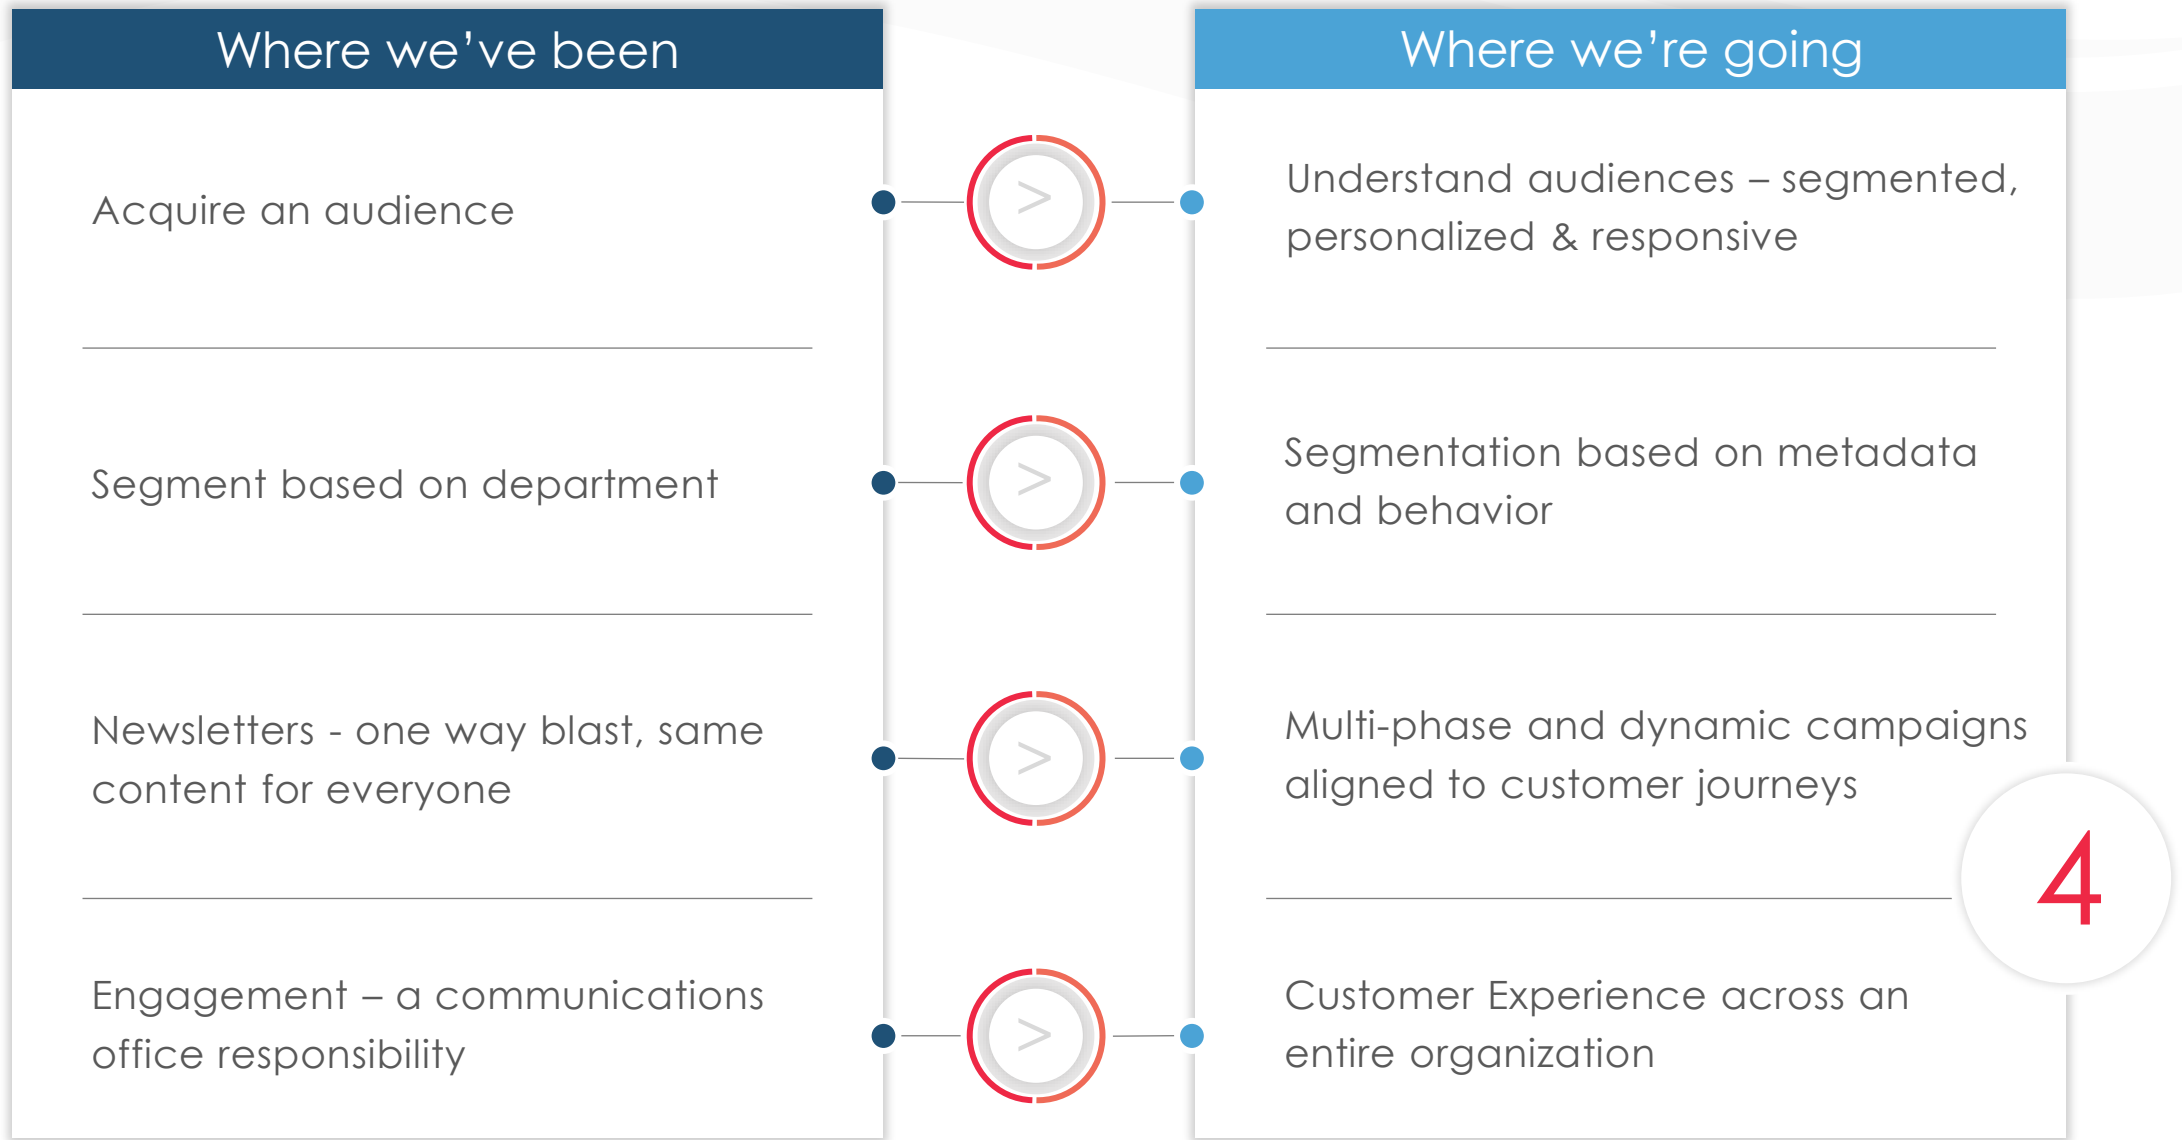 Where we’ve been
Where we’re going
Acquire an audience
>
Understand audiences – segmented,
personalized & responsive
Segment based on department
>
Segmentation based on metadata
and behavior
Newsletters - one way blast, same
content for everyone
>
Multi-phase and dynamic campaigns
aligned to customer journeys
4
Engagement – a communications
office responsibility
>
Customer Experience across an
entire organization